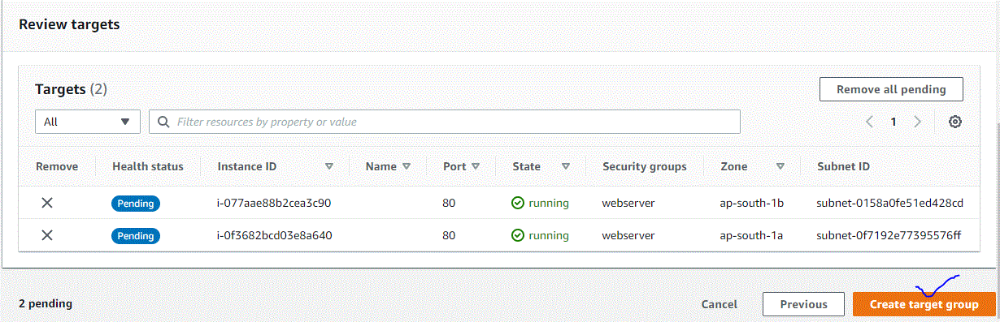 Review targets
Targets (2)
Remove all pending
All
Filter resources by property or value
1
Remove Health status Instance ID Name Port State Security groups Zone Subnet ID
Pending i-077aae88b2cea3c90 80 running webserver ap-south-1b subnet-0158a0fe51ed428cd
Pending i-0f3682bcd03e8a640 80 running webserver ap-south-1a subnet-0f7192e77395576ff
2 pending Cancel Previous Create target group